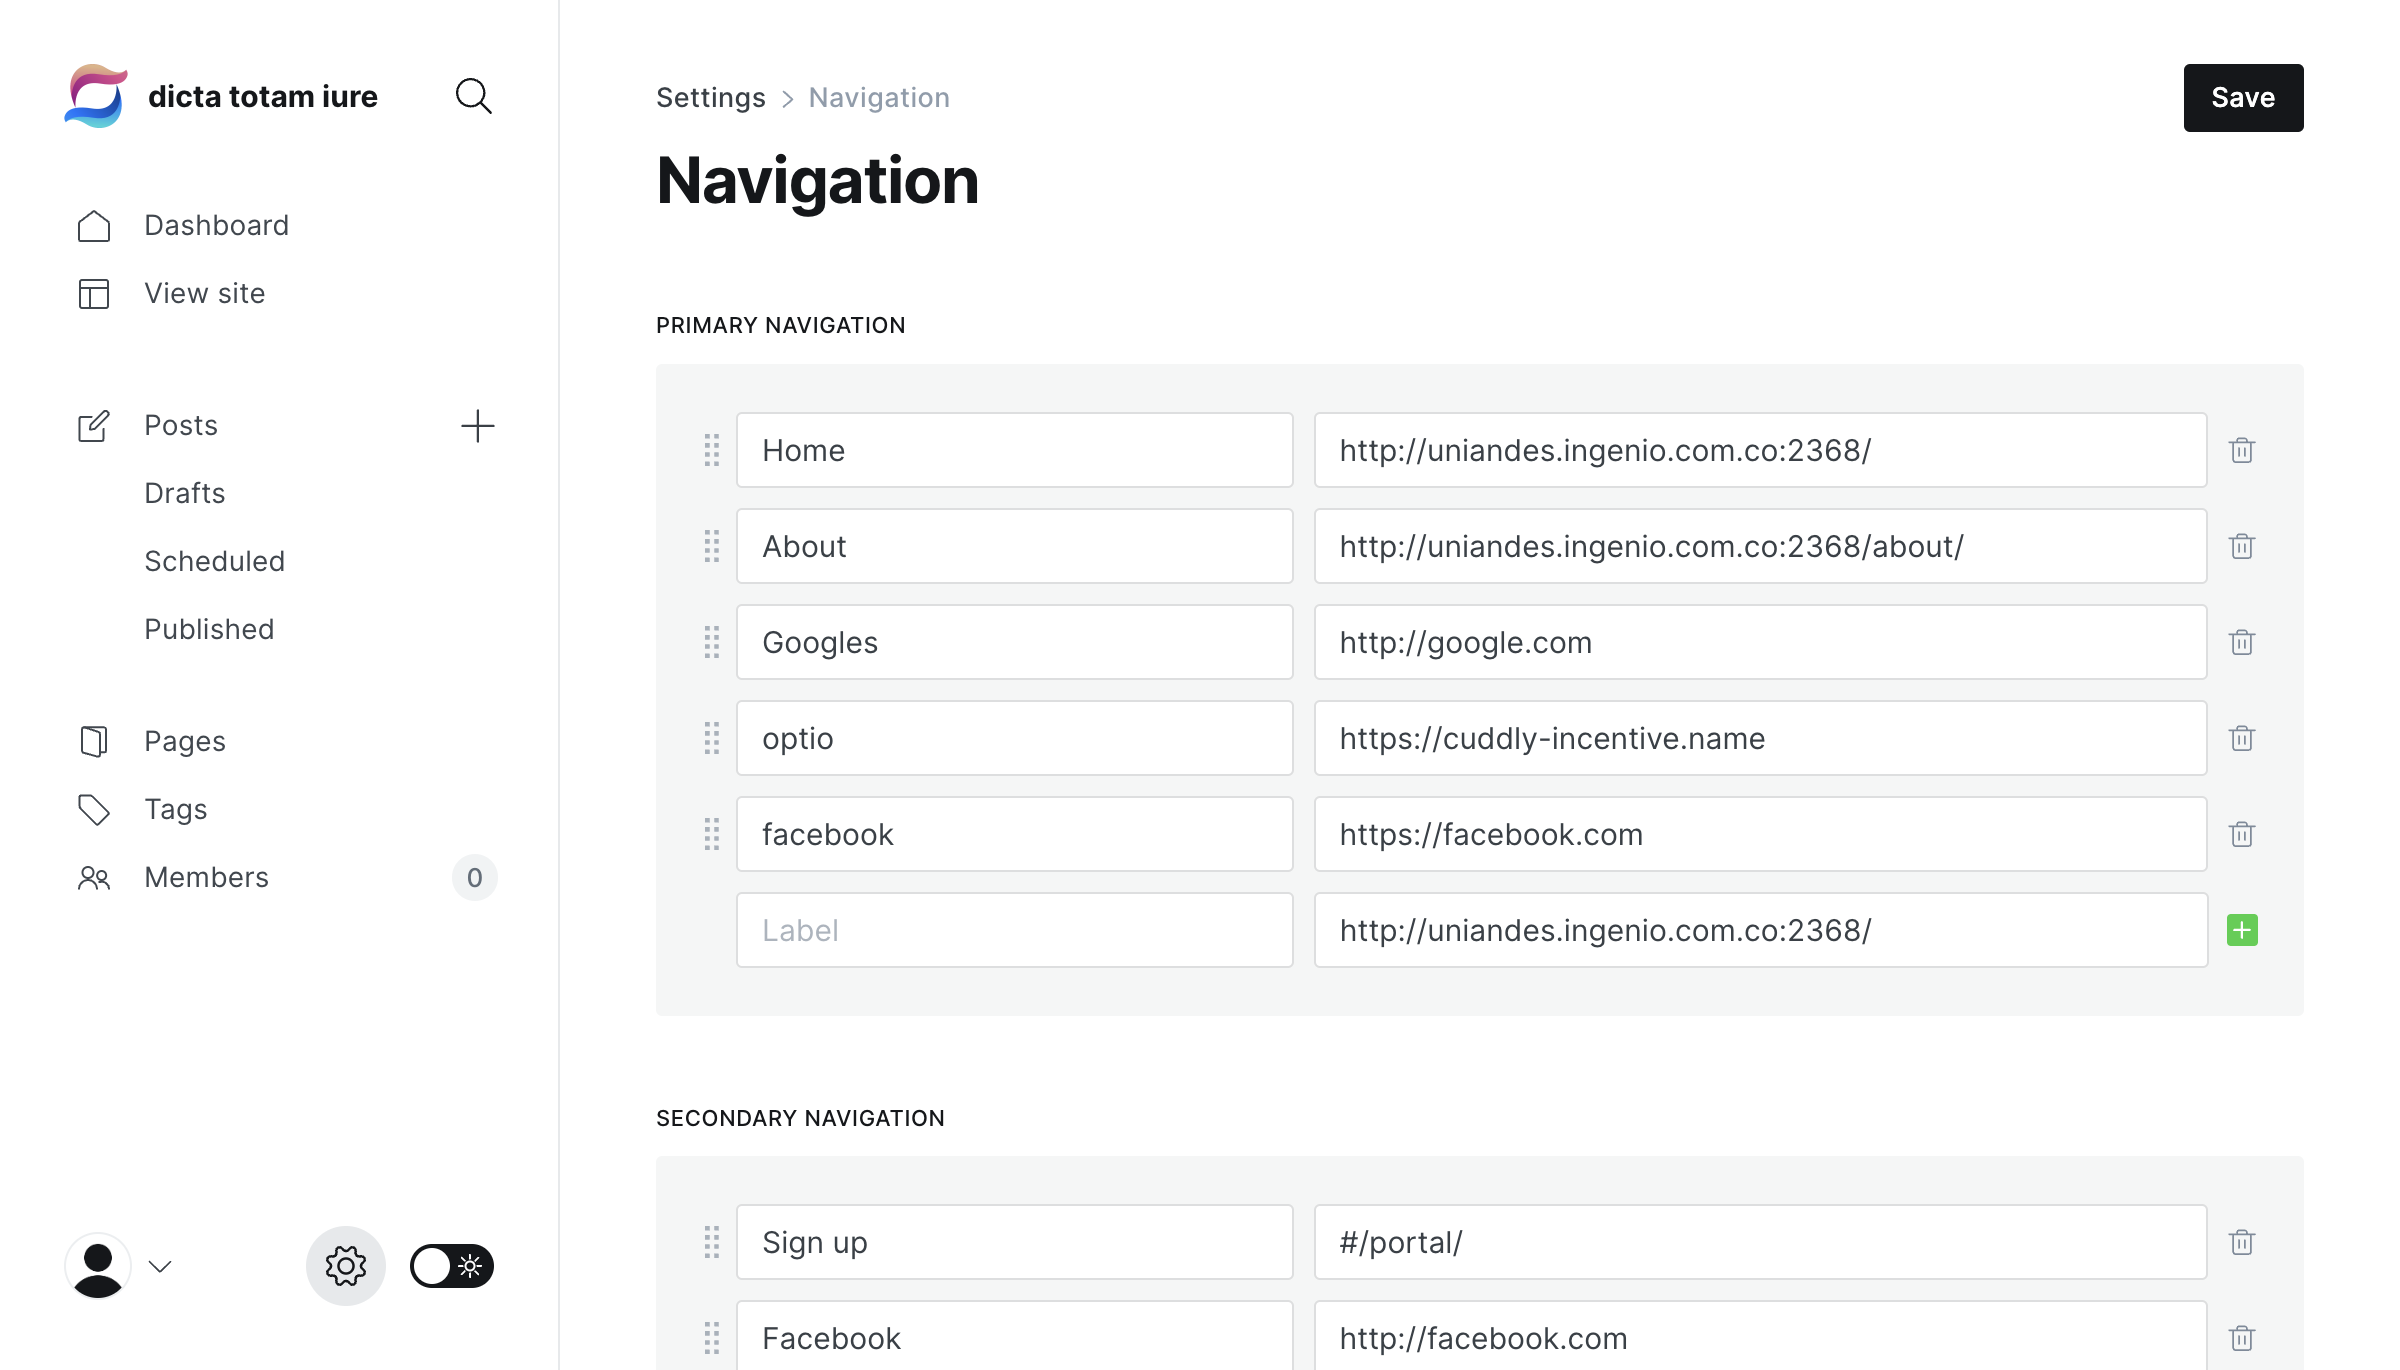 dicta totam iure
Dashboard
View site
Posts
Drafts
Scheduled
Published
Pages
Tags
Members 0
Settings > Navigation
Save
Navigation
PRIMARY NAVIGATION
Home http://uniandes.ingenio.com.co:2368/
About http://uniandes.ingenio.com.co:2368/about/
Googles http://google.com
optio https://cuddly-incentive.name
facebook https://facebook.com
Label http://uniandes.ingenio.com.co:2368/
SECONDARY NAVIGATION
Sign up #/portal/
Facebook http://facebook.com